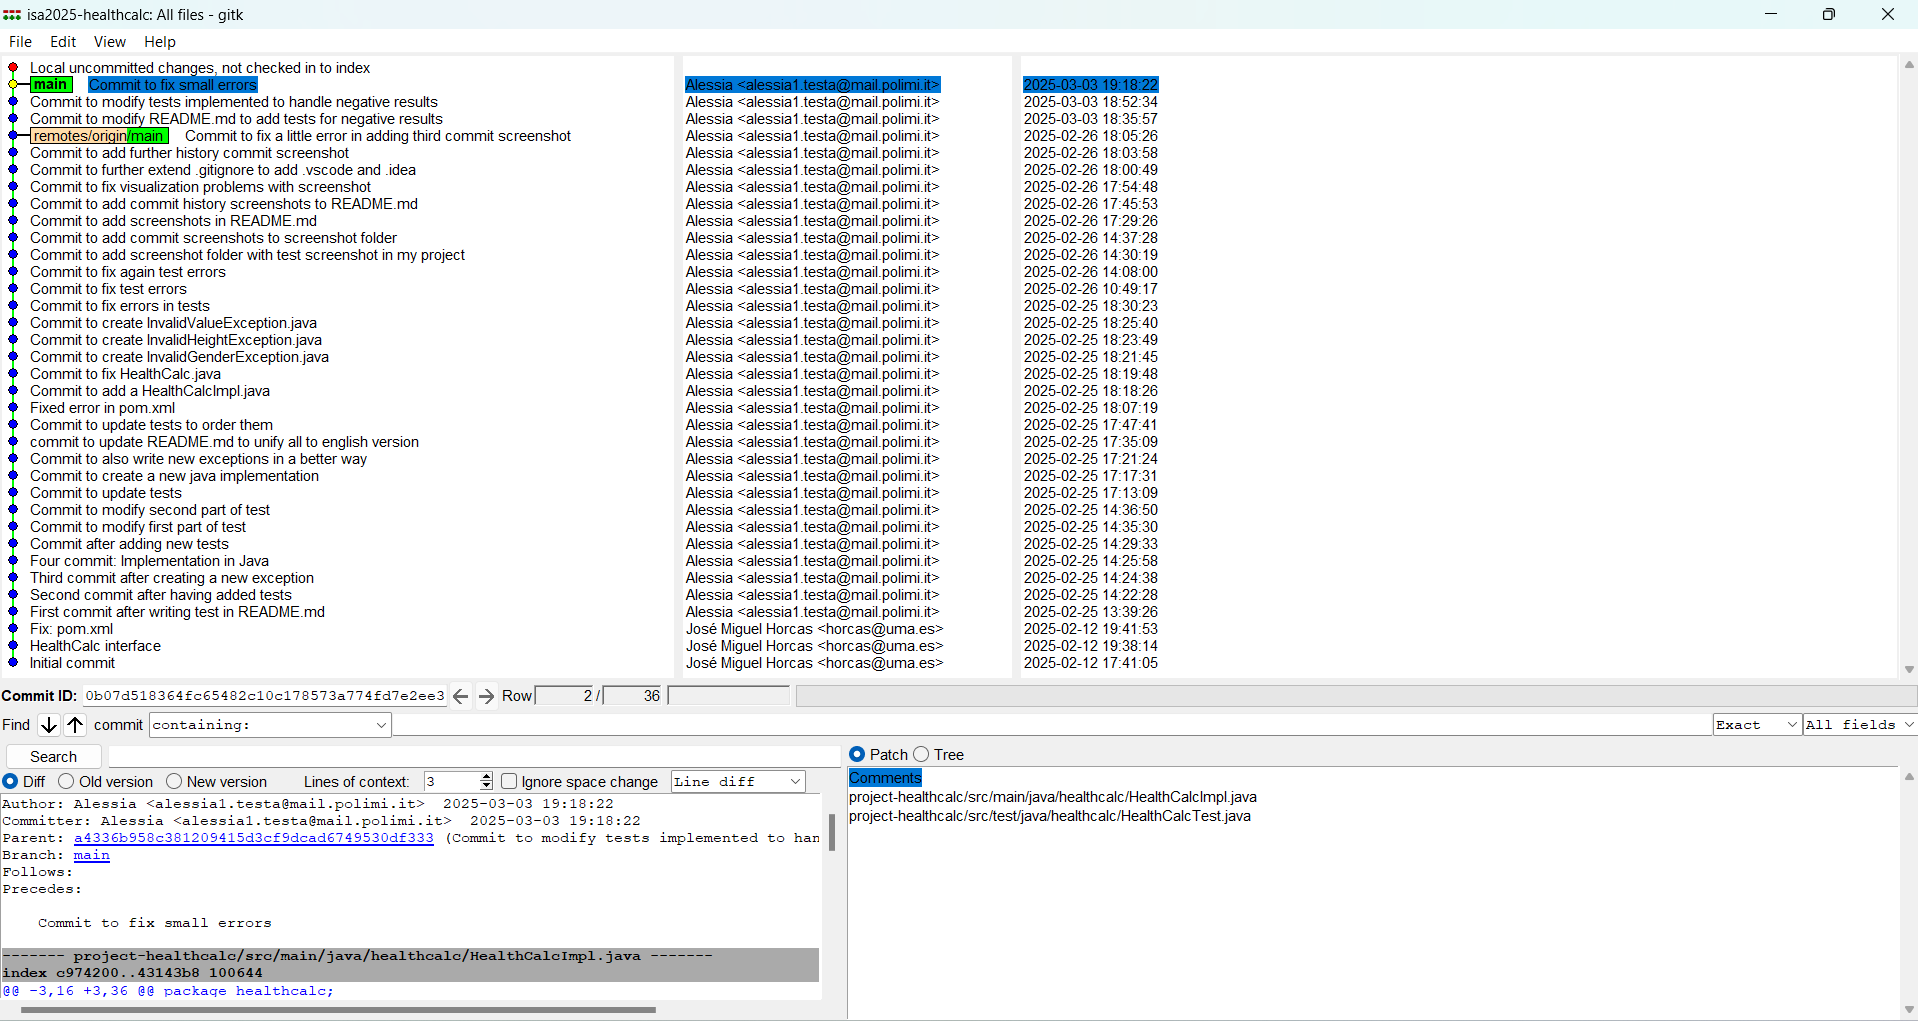 isa2025-healthcalc: All files - gitk
File Edit View Help
Local uncommitted changes, not checked in to index
main Commit to fix small errors Alessia <alessia1.testa@mail.polimi.it> 2025-03-03 19:18:22
Commit to modify tests implemented to handle negative results Alessia <alessia1.testa@mail.polimi.it> 2025-03-03 18:52:34
Commit to modify README.md to add tests for negative results Alessia <alessia1.testa@mail.polimi.it> 2025-03-03 18:35:57
remotes/origin/main Commit to fix a little error in adding third commit screenshot Alessia <alessia1.testa@mail.polimi.it> 2025-02-26 18:05:26
Commit to add further history commit screenshot Alessia <alessia1.testa@mail.polimi.it> 2025-02-26 18:03:58
Commit to further extend .gitignore to add .vscode and .idea Alessia <alessia1.testa@mail.polimi.it> 2025-02-26 18:00:49
Commit to fix visualization problems with screenshot Alessia <alessia1.testa@mail.polimi.it> 2025-02-26 17:54:48
Commit to add commit history screenshots to README.md Alessia <alessia1.testa@mail.polimi.it> 2025-02-26 17:45:53
Commit to add screenshots in README.md Alessia <alessia1.testa@mail.polimi.it> 2025-02-26 17:29:26
Commit to add commit screenshots to screenshot folder Alessia <alessia1.testa@mail.polimi.it> 2025-02-26 14:37:28
Commit to add screenshot folder with test screenshot in my project Alessia <alessia1.testa@mail.polimi.it> 2025-02-26 14:30:19
Commit to fix again test errors Alessia <alessia1.testa@mail.polimi.it> 2025-02-26 14:08:00
Commit to fix test errors Alessia <alessia1.testa@mail.polimi.it> 2025-02-26 10:49:17
Commit to fix errors in tests Alessia <alessia1.testa@mail.polimi.it> 2025-02-25 18:30:23
Commit to create InvalidValueException.java Alessia <alessia1.testa@mail.polimi.it> 2025-02-25 18:25:40
Commit to create InvalidHeightException.java Alessia <alessia1.testa@mail.polimi.it> 2025-02-25 18:23:49
Commit to create InvalidGenderException.java Alessia <alessia1.testa@mail.polimi.it> 2025-02-25 18:21:45
Commit to fix HealthCalc.java Alessia <alessia1.testa@mail.polimi.it> 2025-02-25 18:19:48
Commit to add a HealthCalcImpl.java Alessia <alessia1.testa@mail.polimi.it> 2025-02-25 18:18:26
Fixed error in pom.xml Alessia <alessia1.testa@mail.polimi.it> 2025-02-25 18:07:19
Commit to update tests to order them Alessia <alessia1.testa@mail.polimi.it> 2025-02-25 17:47:41
commit to update README.md to unify all to english version Alessia <alessia1.testa@mail.polimi.it> 2025-02-25 17:35:09
Commit to also write new exceptions in a better way Alessia <alessia1.testa@mail.polimi.it> 2025-02-25 17:21:24
Commit to create a new java implementation Alessia <alessia1.testa@mail.polimi.it> 2025-02-25 17:17:31
Commit to update tests Alessia <alessia1.testa@mail.polimi.it> 2025-02-25 17:13:09
Commit to modify second part of test Alessia <alessia1.testa@mail.polimi.it> 2025-02-25 14:36:50
Commit to modify first part of test Alessia <alessia1.testa@mail.polimi.it> 2025-02-25 14:35:30
Commit after adding new tests Alessia <alessia1.testa@mail.polimi.it> 2025-02-25 14:29:33
Four commit: Implementation in Java Alessia <alessia1.testa@mail.polimi.it> 2025-02-25 14:25:58
Third commit after creating a new exception Alessia <alessia1.testa@mail.polimi.it> 2025-02-25 14:24:38
Second commit after having added tests Alessia <alessia1.testa@mail.polimi.it> 2025-02-25 14:22:28
First commit after writing test in README.md Alessia <alessia1.testa@mail.polimi.it> 2025-02-25 13:39:26
Fix: pom.xml José Miguel Horcas <horcas@uma.es> 2025-02-12 19:41:53
HealthCalc interface José Miguel Horcas <horcas@uma.es> 2025-02-12 19:38:14
Initial commit José Miguel Horcas <horcas@uma.es> 2025-02-12 17:41:05
Commit ID: 0b07d518364fc65482c10c178573a774fd7e2ee3 Row 2 / 36
Find commit containing: Exact All fields
Search
Patch Tree
Diff Old version New version Lines of context: 3 Ignore space change Line diff
Comments
project-healthcalc/src/main/java/healthcalc/HealthCalcImpl.java
project-healthcalc/src/test/java/healthcalc/HealthCalcTest.java
Author: Alessia <alessia1.testa@mail.polimi.it> 2025-03-03 19:18:22
Committer: Alessia <alessia1.testa@mail.polimi.it> 2025-03-03 19:18:22
Parent: a4336b958c381209415d3cf9dcad6749530df333 (Commit to modify tests implemented to han
Branch: main
Follows:
Precedes:
Commit to fix small errors
------- project-healthcalc/src/main/java/healthcalc/HealthCalcImpl.java -------
index c974200..43143b8 100644
@@ -3,16 +3,36 @@ package healthcalc;